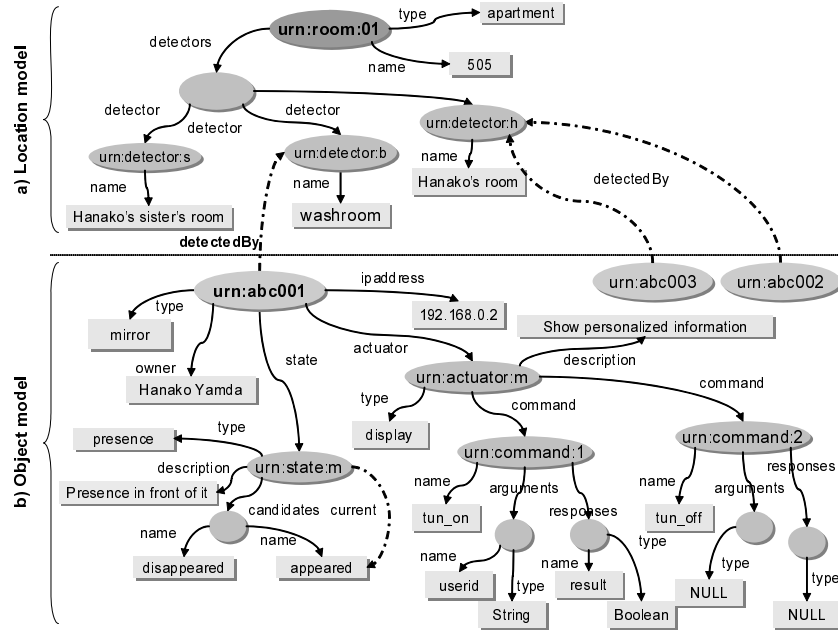 a) Location model
urn:room:01
type
apartment
name
505
detectors
detector
detector
detector
urn:detector:s
name
Hanako's sister's room
urn:detector:b
name
washroom
urn:detector:h
name
Hanako's room
detectedBy
detectedBy
b) Object model
urn:abc001
urn:abc003
urn:abc002
type
mirror
owner
Hanako Yamda
state
ipaddress
192.168.0.2
actuator
Show personalized information
description
urn:actuator:m
type
display
command
command
type
presence
description
Presence in front of it
urn:state:m
candidates
current
name
disappeared
name
appeared
urn:command:1
name
tun_on
arguments
name
userid
type
String
responses
name
result
type
Boolean
urn:command:2
name
tun_off
arguments
type
NULL
responses
type
NULL